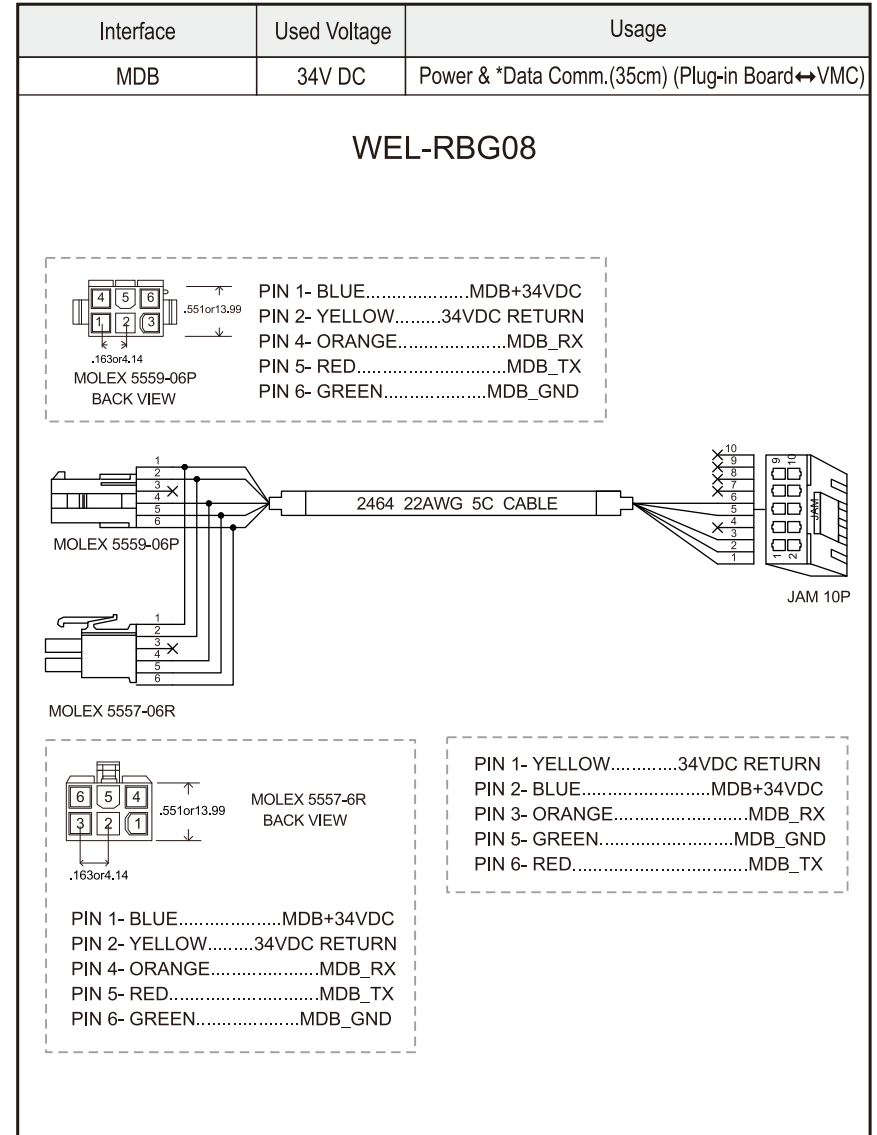 Interface Used Voltage Usage
MDB 34V DC Power & *Data Comm.(35cm) (Plug-in Board↔VMC)
WEL-RBG08
4 5 6
1 2 3
.551or13.99
.163or4.14
MOLEX 5559-06P
BACK VIEW
PIN 1- BLUE.....................MDB+34VDC
PIN 2- YELLOW.........34VDC RETURN
PIN 4- ORANGE......................MDB_RX
PIN 5- RED.............................MDB_TX
PIN 6- GREEN....................MDB_GND
1
2
3
4
5
6
MOLEX 5559-06P
2464 22AWG 5C CABLE
10
9
8
7
6
5
4
3
2
1
9 10
JAM
1 2
JAM 10P
1
2
3
4
5
6
MOLEX 5557-06R
6 5 4
3 2 1
.551or13.99
.163or4.14
MOLEX 5557-6R
BACK VIEW
PIN 1- BLUE....................MDB+34VDC
PIN 2- YELLOW.........34VDC RETURN
PIN 4- ORANGE.....................MDB_RX
PIN 5- RED.............................MDB_TX
PIN 6- GREEN....................MDB_GND
PIN 1- YELLOW.............34VDC RETURN
PIN 2- BLUE.........................MDB+34VDC
PIN 3- ORANGE..........................MDB_RX
PIN 5- GREEN..........................MDB_GND
PIN 6- RED..................................MDB_TX